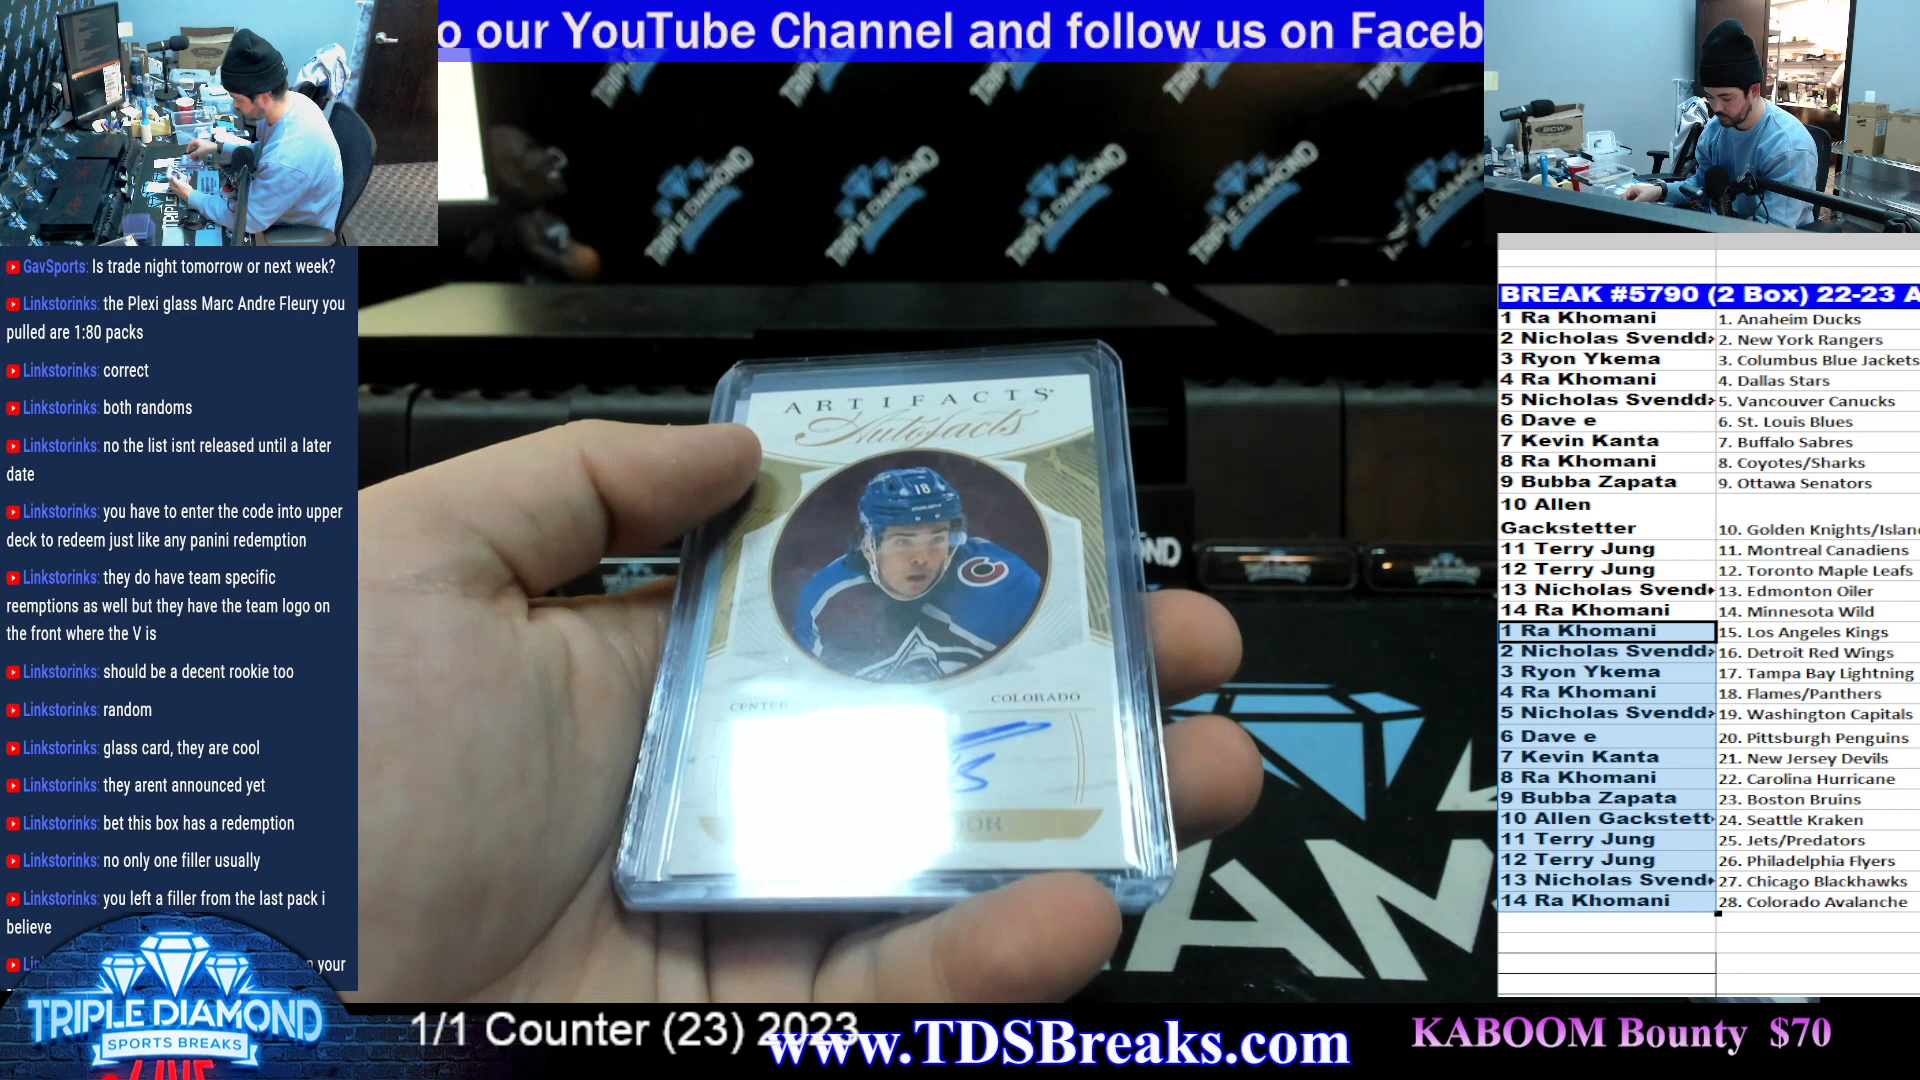 o our YouTube Channel and follow us on Faceb
TRIPLE DIAMOND
TRIPLE DIAMOND
TRIPLE DIAMOND
TRIPLE DIAMOND
BCW
GavSports: Is trade night tomorrow or next week?
Linkstorinks: the Plexi glass Marc Andre Fleury you
pulled are 1:80 packs
Linkstorinks: correct
Linkstorinks: both randoms
Linkstorinks: no the list isnt released until a later
date
Linkstorinks: you have to enter the code into upper
deck to redeem just like any panini redemption
Linkstorinks: they do have team specific
reemptions as well but they have the team logo on
the front where the V is
Linkstorinks: should be a decent rookie too
Linkstorinks: random
Linkstorinks: glass card, they are cool
Linkstorinks: they arent announced yet
Linkstorinks: bet this box has a redemption
Linkstorinks: no only one filler usually
Linkstorinks: you left a filler from the last pack i
believe
your
ARTIFACTS
Autofacts
18
CENTER COLORADO
BREAK #5790 (2 Box) 22-23 A
1 Ra Khomani 1. Anaheim Ducks
2 Nicholas Svendd 2. New York Rangers
3 Ryon Ykema 3. Columbus Blue Jackets
4 Ra Khomani 4. Dallas Stars
5 Nicholas Svendd 5. Vancouver Canucks
6 Dave e 6. St. Louis Blues
7 Kevin Kanta 7. Buffalo Sabres
8 Ra Khomani 8. Coyotes/Sharks
9 Bubba Zapata 9. Ottawa Senators
10 Allen
Gackstetter 10. Golden Knights/Islan
11 Terry Jung 11. Montreal Canadiens
12 Terry Jung 12. Toronto Maple Leafs
13 Nicholas Svend 13. Edmonton Oiler
14 Ra Khomani 14. Minnesota Wild
1 Ra Khomani 15. Los Angeles Kings
2 Nicholas Svendd 16. Detroit Red Wings
3 Ryon Ykema 17. Tampa Bay Lightning
4 Ra Khomani 18. Flames/Panthers
5 Nicholas Svendd 19. Washington Capitals
6 Dave e 20. Pittsburgh Penguins
7 Kevin Kanta 21. New Jersey Devils
8 Ra Khomani 22. Carolina Hurricane
9 Bubba Zapata 23. Boston Bruins
10 Allen Gackstett 24. Seattle Kraken
11 Terry Jung 25. Jets/Predators
12 Terry Jung 26. Philadelphia Flyers
13 Nicholas Svend 27. Chicago Blackhawks
14 Ra Khomani 28. Colorado Avalanche
TRIPLE DIAMOND
SPORTS BREAKS
LIVE
1/1 Counter (23) 2023
www.TDSBreaks.com
KABOOM Bounty $70